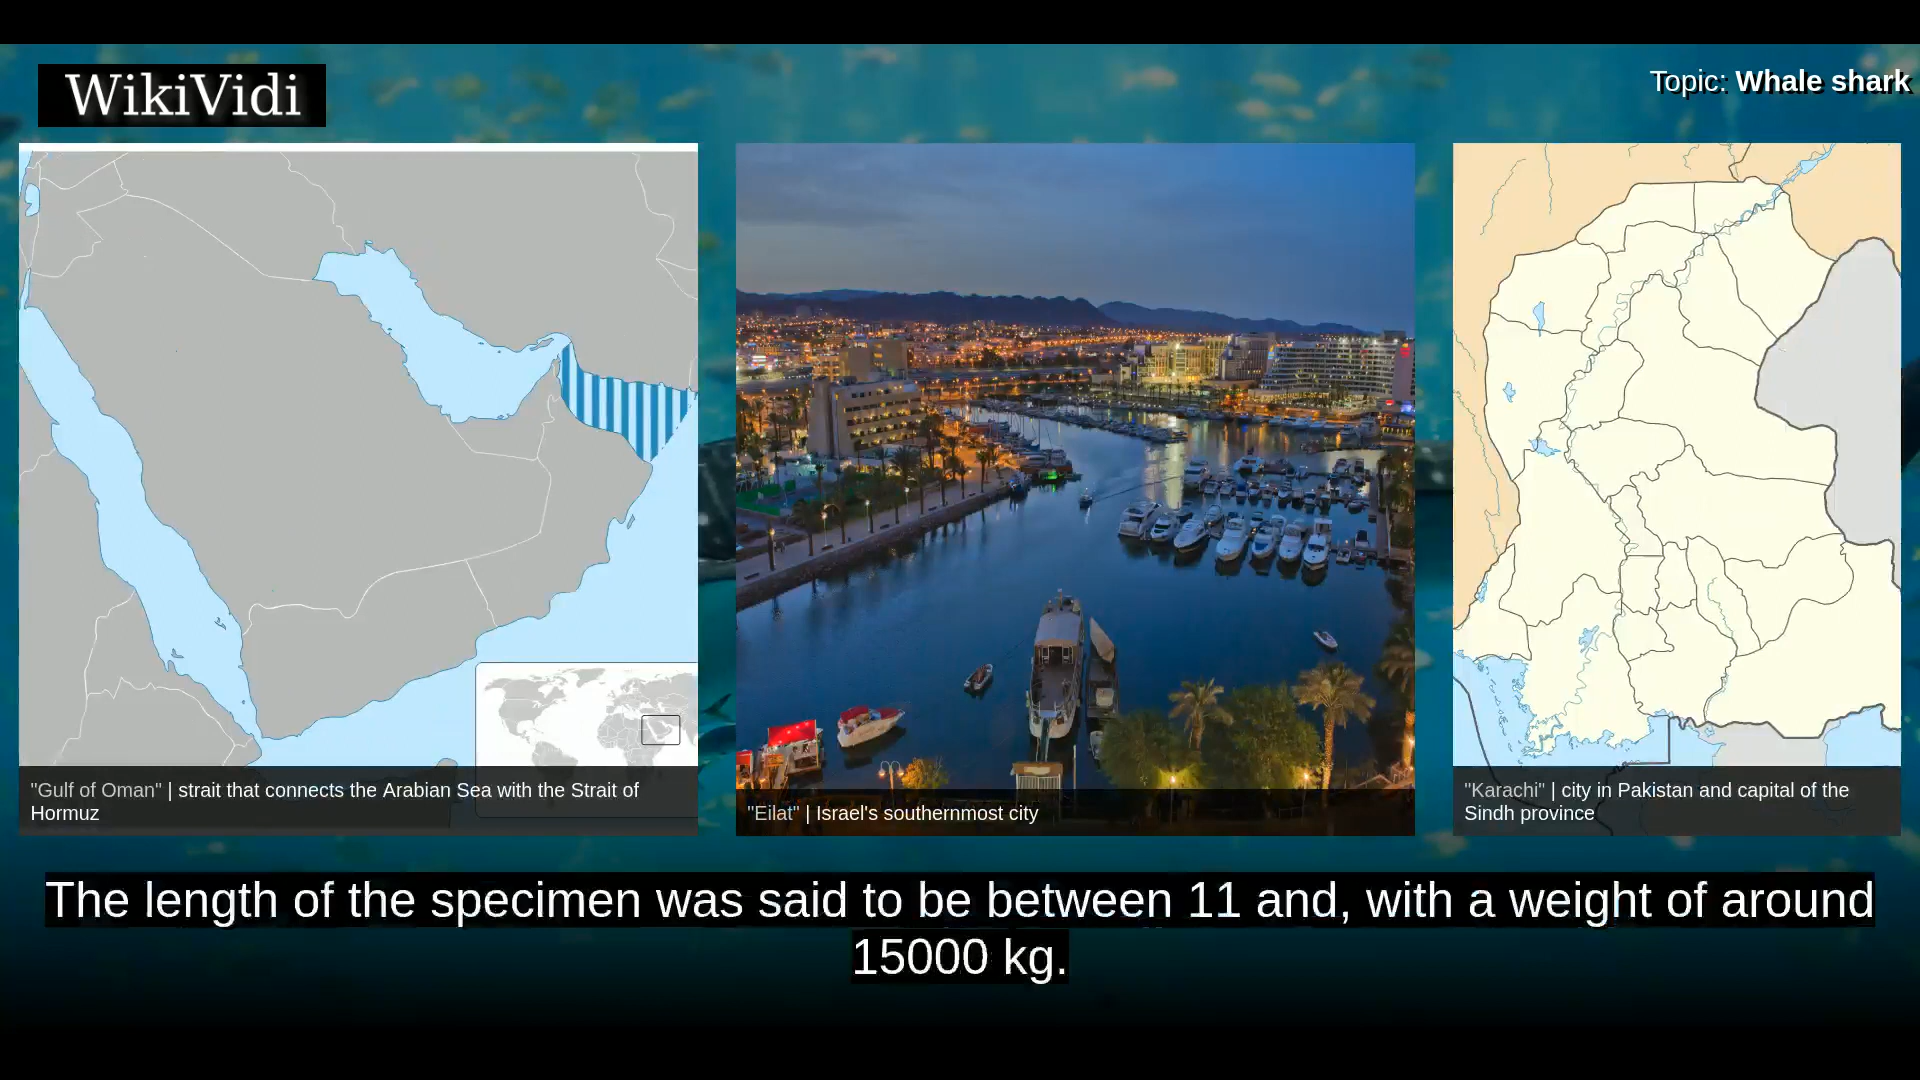 WikiVidi
Topic: Whale shark
"Gulf of Oman" | strait that connects the Arabian Sea with the Strait of
Hormuz
"Eilat" | Israel's southernmost city
"Karachi" | city in Pakistan and capital of the
Sindh province
The length of the specimen was said to be between 11 and, with a weight of around
15000 kg.